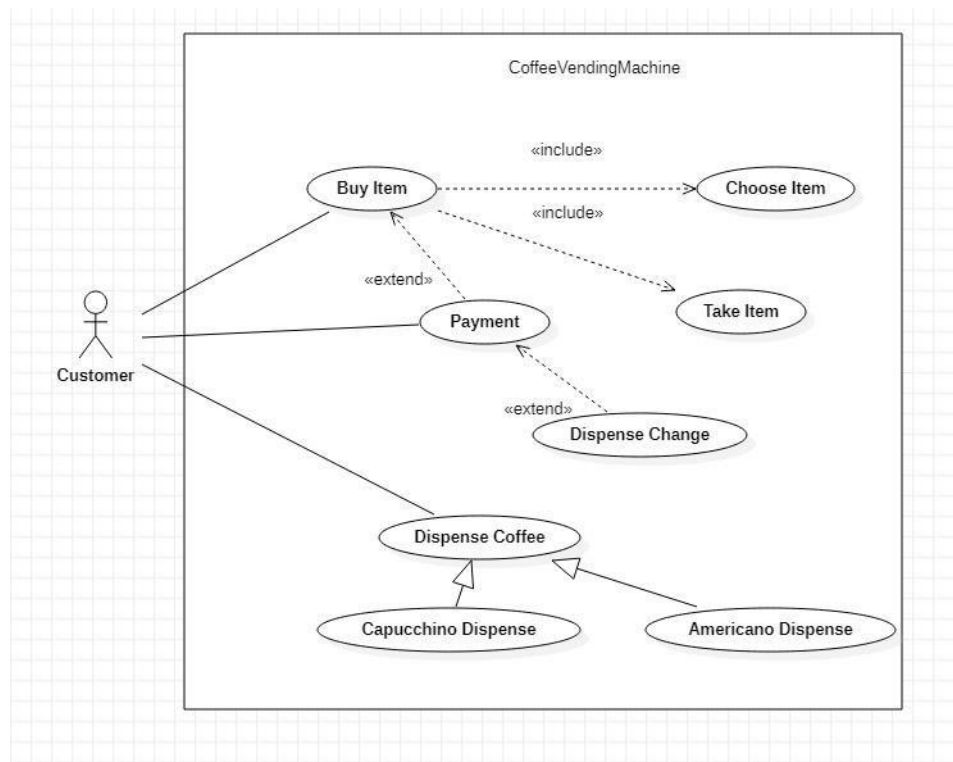 CoffeeVendingMachine
«include»
Buy Item
Choose Item
«include»
«extend»
Take Item
Payment
Customer
«extend»
Dispense Change
Dispense Coffee
Capucchino Dispense
Americano Dispense